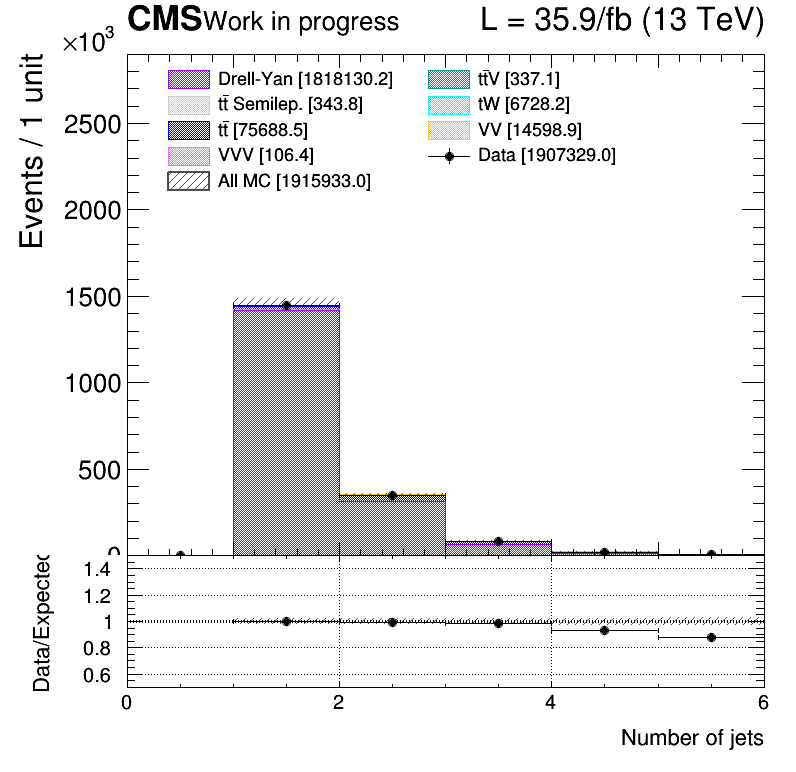 CMS Work in progress L = 35.9/fb (13 TeV)
×10³
Events / 1 unit
Drell-Yan [1818130.2]
tt̄ Semilep. [343.8]
tt̄ [75688.5]
VVV [106.4]
All MC [1915933.0]
tt̄V [337.1]
tW [6728.2]
VV [14598.9]
Data [1907329.0]
2500
2000
1500
1000
500
0
Data/Expected
1.4
1.2
1
0.8
0.6
0 2 4 6
Number of jets